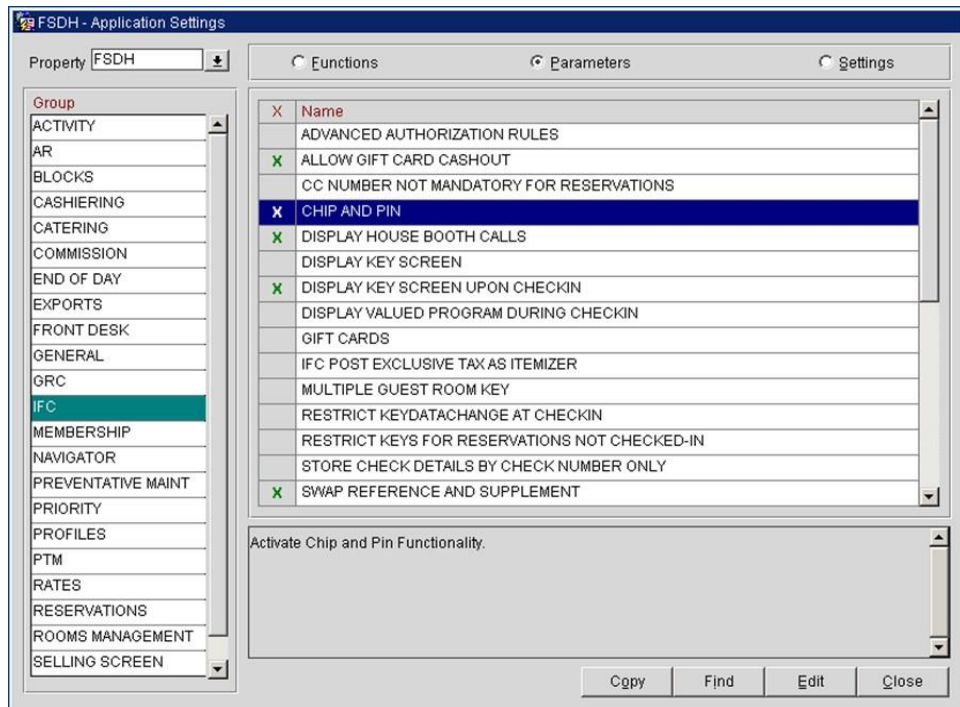 FSDH - Application Settings
Property FSDH
Functions Parameters Settings
Group
ACTIVITY
AR
BLOCKS
CASHIERING
CATERING
COMMISSION
END OF DAY
EXPORTS
FRONT DESK
GENERAL
GRC
IFC
MEMBERSHIP
NAVIGATOR
PREVENTATIVE MAINT
PRIORITY
PROFILES
PTM
RATES
RESERVATIONS
ROOMS MANAGEMENT
SELLING SCREEN
X Name
ADVANCED AUTHORIZATION RULES
X ALLOW GIFT CARD CASHOUT
CC NUMBER NOT MANDATORY FOR RESERVATIONS
X CHIP AND PIN
X DISPLAY HOUSE BOOTH CALLS
DISPLAY KEY SCREEN
X DISPLAY KEY SCREEN UPON CHECKIN
DISPLAY VALUED PROGRAM DURING CHECKIN
GIFT CARDS
IFC POST EXCLUSIVE TAX AS ITEMIZER
MULTIPLE GUEST ROOM KEY
RESTRICT KEYDATACHANGE AT CHECKIN
RESTRICT KEYS FOR RESERVATIONS NOT CHECKED-IN
STORE CHECK DETAILS BY CHECK NUMBER ONLY
X SWAP REFERENCE AND SUPPLEMENT
Activate Chip and Pin Functionality.
Copy Find Edit Close